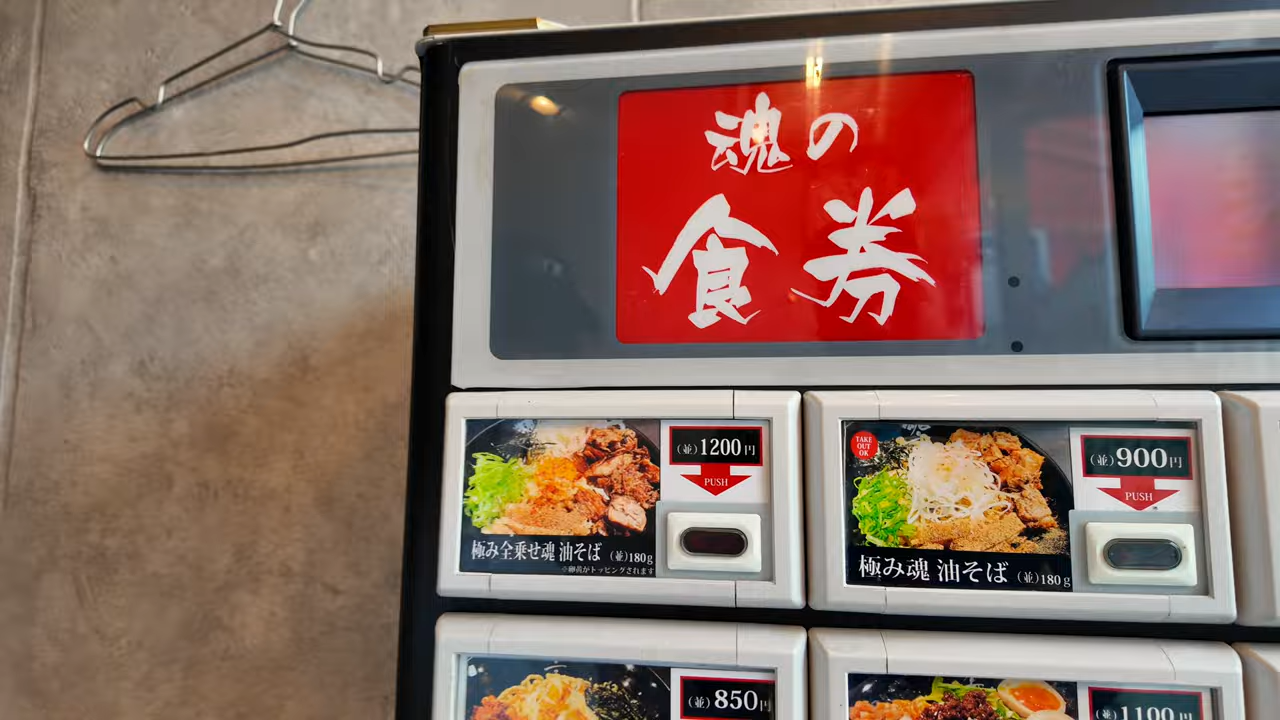 魂の
食券
(並)1200円
PUSH
極み全乗せ魂 油そば (並)180g
TAKE
OUT
OK
(並)900円
PUSH
極み魂 油そば (並)180g
(並)850円
(並)1100円